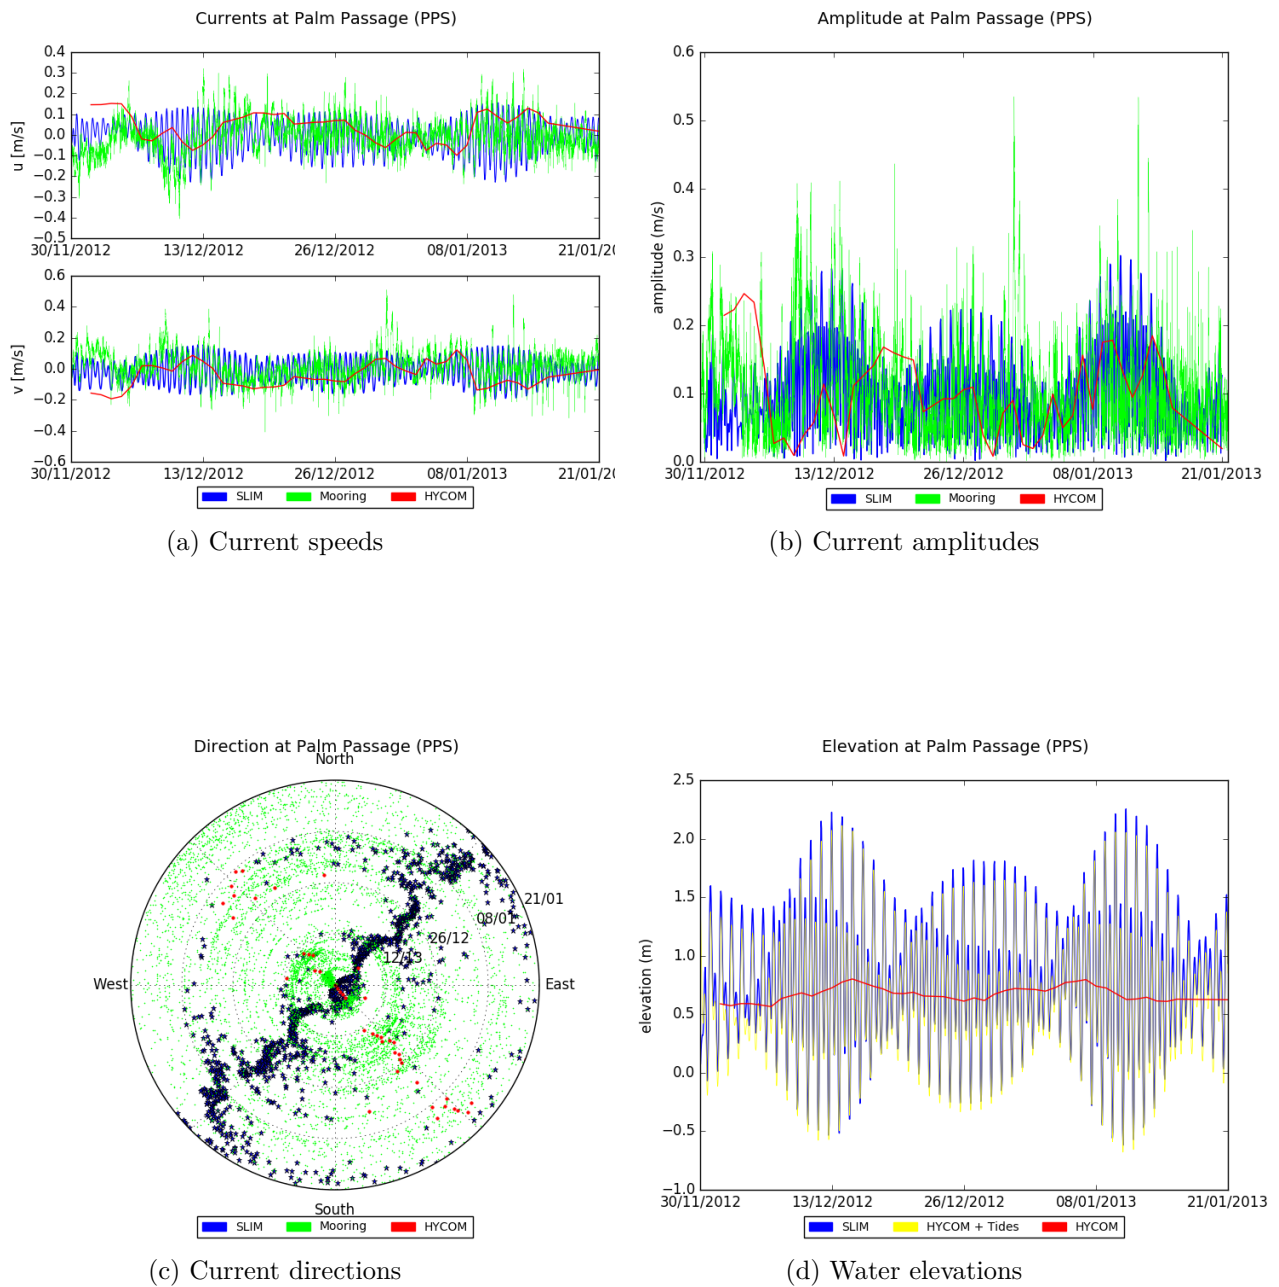 Currents at Palm Passage (PPS)
0.4
0.3
0.2
0.1
0.0
−0.1
−0.2
−0.3
−0.4
−0.5
u [m/s]
30/11/2012 13/12/2012 26/12/2012 08/01/2013 21/01/20
0.6
0.4
0.2
0.0
−0.2
−0.4
−0.6
v [m/s]
30/11/2012 13/12/2012 26/12/2012 08/01/2013 21/01/20
SLIM Mooring HYCOM
(a) Current speeds
Amplitude at Palm Passage (PPS)
0.6
0.5
0.4
0.3
0.2
0.1
0.0
amplitude (m/s)
30/11/2012 13/12/2012 26/12/2012 08/01/2013 21/01/2013
SLIM Mooring HYCOM
(b) Current amplitudes
Direction at Palm Passage (PPS)
North
21/01
08/01
26/12
12/13
West East
South
SLIM Mooring HYCOM
(c) Current directions
Elevation at Palm Passage (PPS)
2.5
2.0
1.5
1.0
0.5
0.0
−0.5
−1.0
elevation (m)
30/11/2012 13/12/2012 26/12/2012 08/01/2013 21/01/2013
SLIM HYCOM + Tides HYCOM
(d) Water elevations